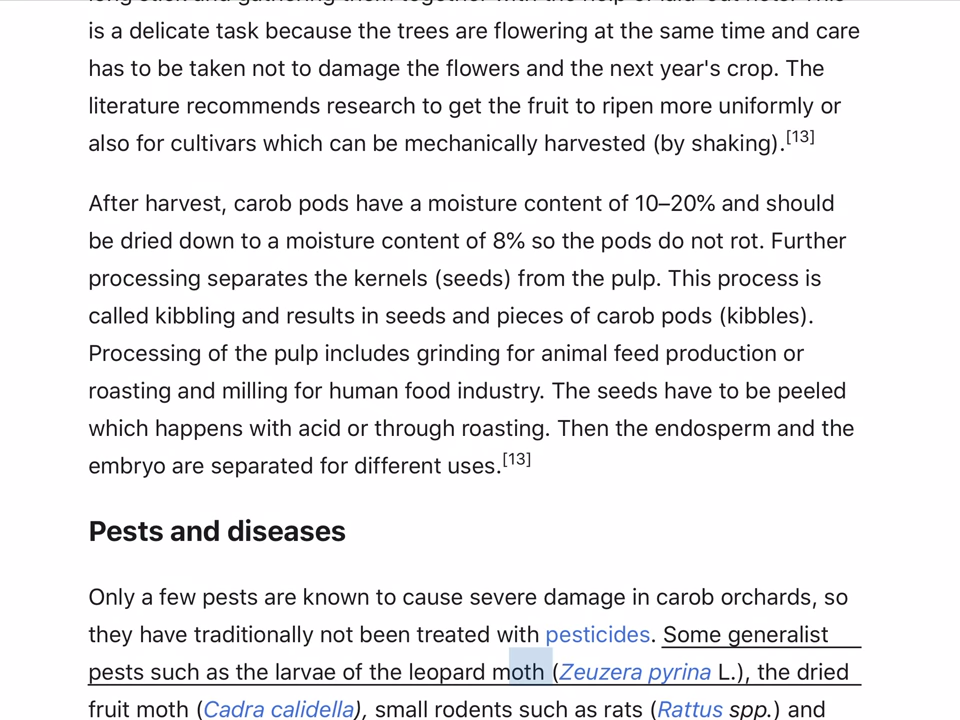 is a delicate task because the trees are flowering at the same time and care
has to be taken not to damage the flowers and the next year's crop. The
literature recommends research to get the fruit to ripen more uniformly or
also for cultivars which can be mechanically harvested (by shaking).[13]
After harvest, carob pods have a moisture content of 10–20% and should
be dried down to a moisture content of 8% so the pods do not rot. Further
processing separates the kernels (seeds) from the pulp. This process is
called kibbling and results in seeds and pieces of carob pods (kibbles).
Processing of the pulp includes grinding for animal feed production or
roasting and milling for human food industry. The seeds have to be peeled
which happens with acid or through roasting. Then the endosperm and the
embryo are separated for different uses.[13]
Pests and diseases
Only a few pests are known to cause severe damage in carob orchards, so
they have traditionally not been treated with pesticides. Some generalist
pests such as the larvae of the leopard moth (Zeuzera pyrina L.), the dried
fruit moth (Cadra calidella), small rodents such as rats (Rattus spp.) and